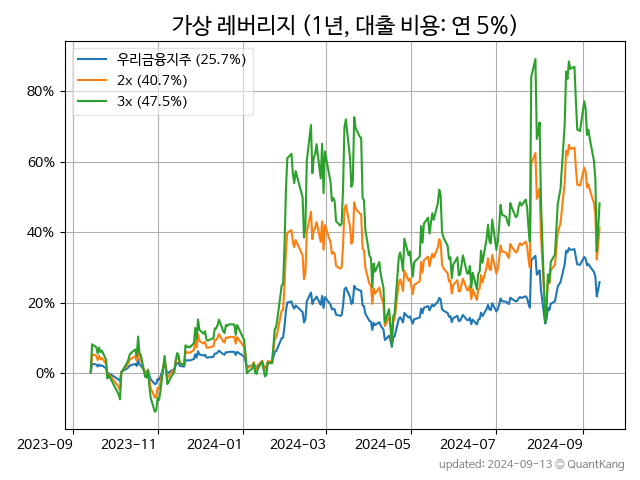 가상 레버리지 (1년, 대출 비용: 연 5%)
우리금융지주 (25.7%)
2x (40.7%)
3x (47.5%)
80%
60%
40%
20%
0%
2023-09
2023-11
2024-01
2024-03
2024-05
2024-07
2024-09
updated: 2024-09-13 © QuantKang